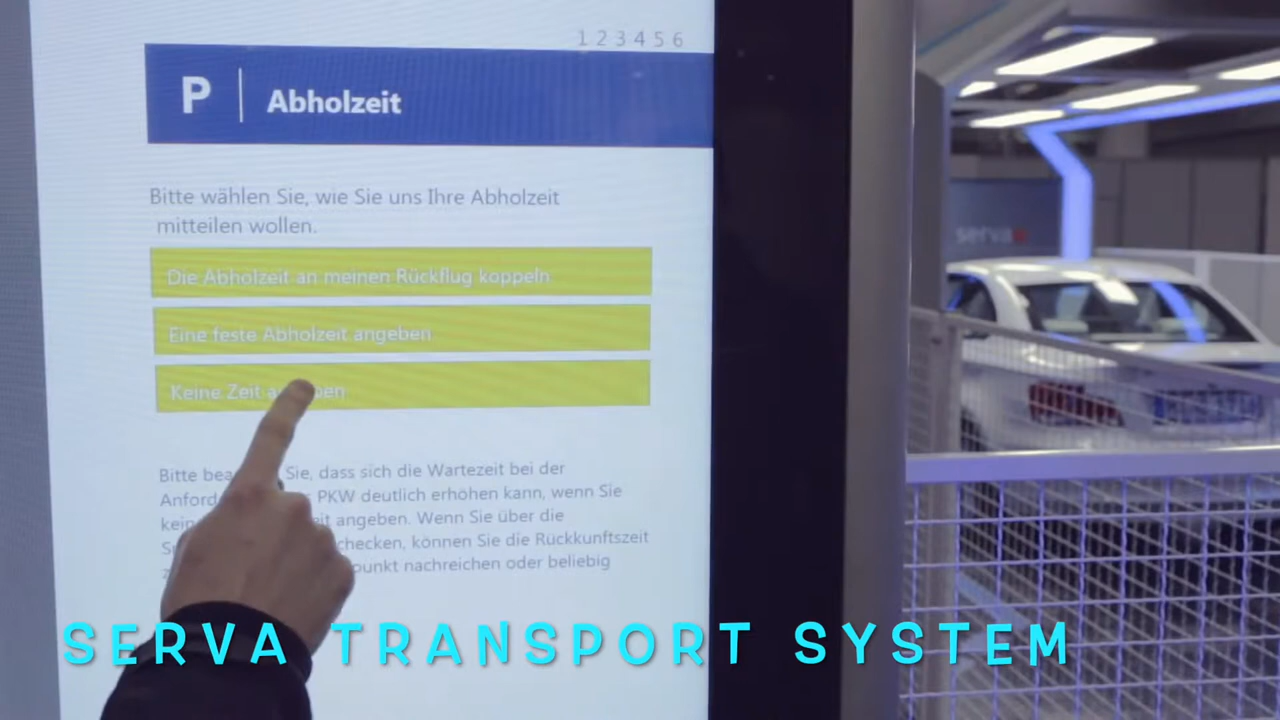 1 2 3 4 5 6
P | Abholzeit
Bitte wählen Sie, wie Sie uns Ihre Abholzeit
mitteilen wollen.
Die Abholzeit an meinen Rückflug koppeln
Eine feste Abholzeit angeben
Keine Zeit
Bitte Sie, dass sich die Wartezeit bei der
PKW deutlich erhöhen kann, wenn Sie
angeben. Wenn Sie über die
können Sie die Rückkunftszeit
nachreichen oder beliebig
serva
SERVA TRANSPORT SYSTEM